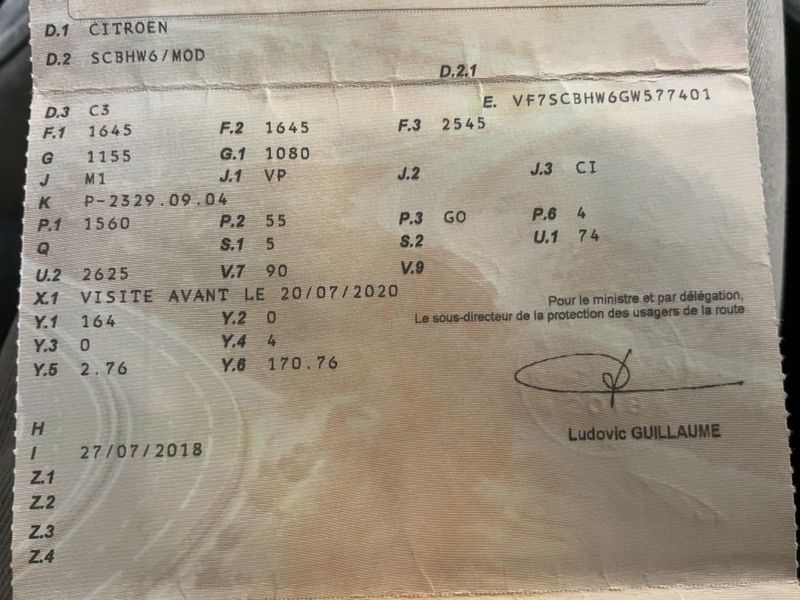 D.1 CITROEN
D.2 SCBHW6/MOD
D.2.1
D.3 C3 E. VF7SCBHW6GW577401
F.1 1645 F.2 1645 F.3 2545
G 1155 G.1 1080
J M1 J.1 VP J.2 J.3 CI
K P-2329.09.04
P.1 1560 P.2 55 P.3 GO P.6 4
Q S.1 5 S.2 U.1 74
U.2 2625 V.7 90 V.9
X.1 VISITE AVANT LE 20/07/2020
Pour le ministre et par délégation,
Y.1 164 Y.2 0 Le sous-directeur de la protection des usagers de la route
Y.3 0 Y.4 4
Y.5 2.76 Y.6 170.76
H
Ludovic GUILLAUME
I 27/07/2018
Z.1
Z.2
Z.3
Z.4